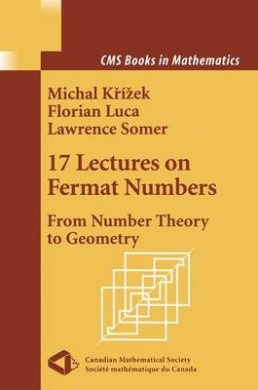 CMS Books in Mathematics
Michal Křížek
Florian Luca
Lawrence Somer
17 Lectures on
Fermat Numbers
From Number Theory
to Geometry
Canadian Mathematical Society
Société mathématique du Canada